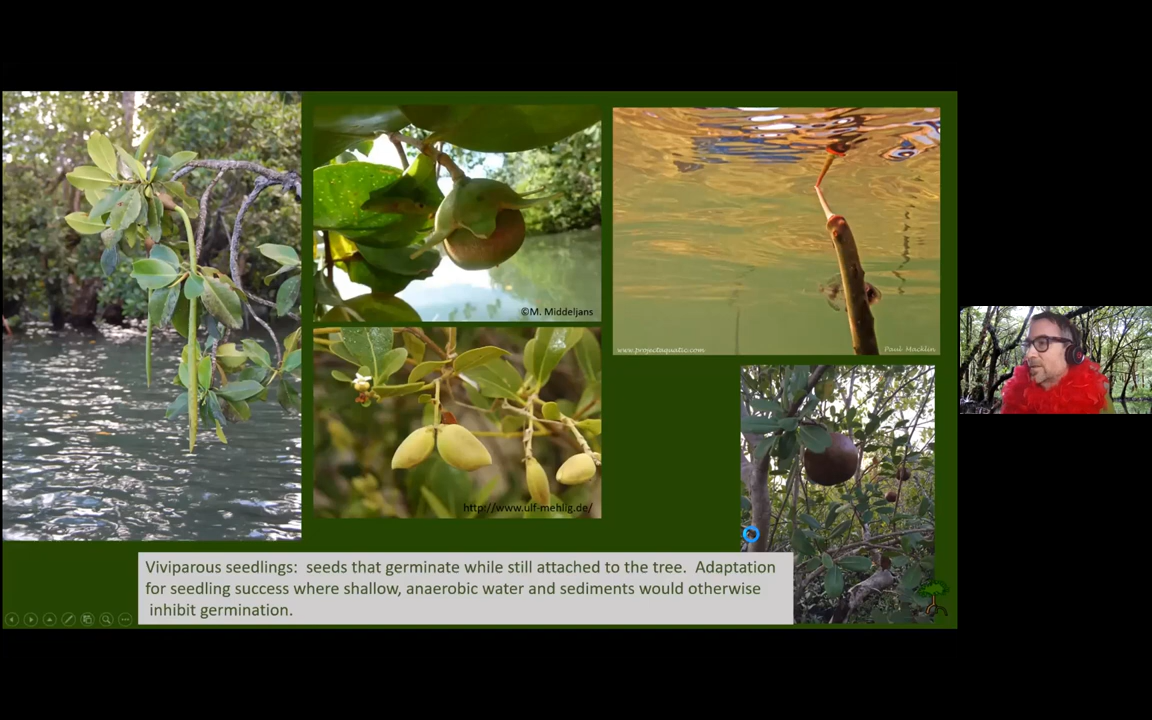 ©M. Middeljans
www.projectaquatic.com
Paul Macklin
http://www.ulf-mehlig.de/
Viviparous seedlings: seeds that germinate while still attached to the tree. Adaptation
for seedling success where shallow, anaerobic water and sediments would otherwise
inhibit germination.